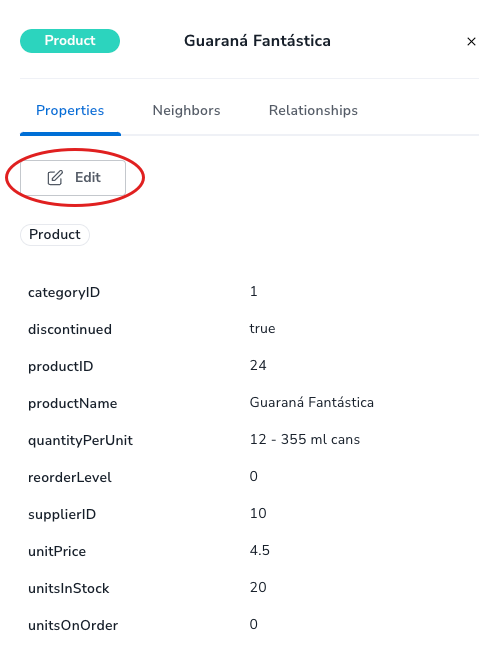 Product Guaraná Fantástica ×
Properties Neighbors Relationships
Edit
Product
categoryID 1
discontinued true
productID 24
productName Guaraná Fantástica
quantityPerUnit 12 - 355 ml cans
reorderLevel 0
supplierID 10
unitPrice 4.5
unitsInStock 20
unitsOnOrder 0